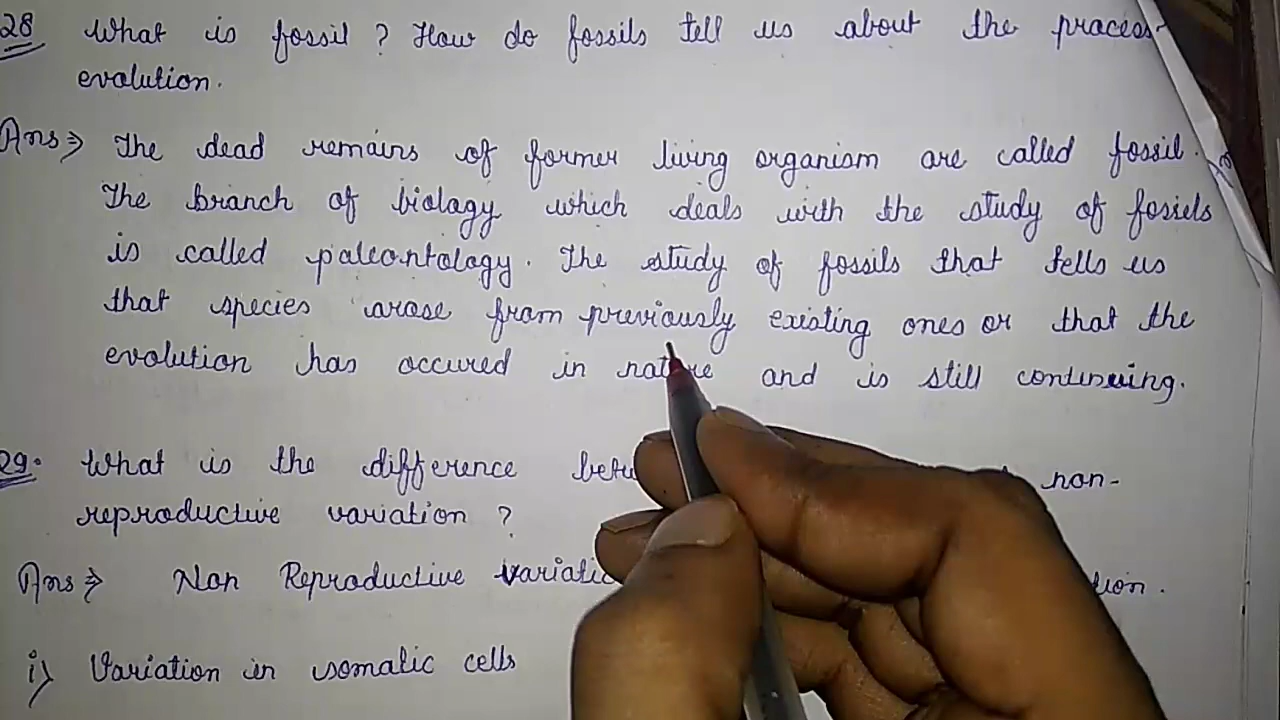 28 What is fossil ? How do fossils tell us about the process
evolution.
Ans⇒ The dead remains of former living organism are called fossil.
The branch of biology which deals with the study of fossils
is called paleontology. The study of fossils that tells us
that species arose from previously existing ones or that the
evolution has occured in nature and is still continuing.
29. What is the difference non-
reproductive variation ?
Ans⇒ Non Reproductive
i) Variation in somatic cells